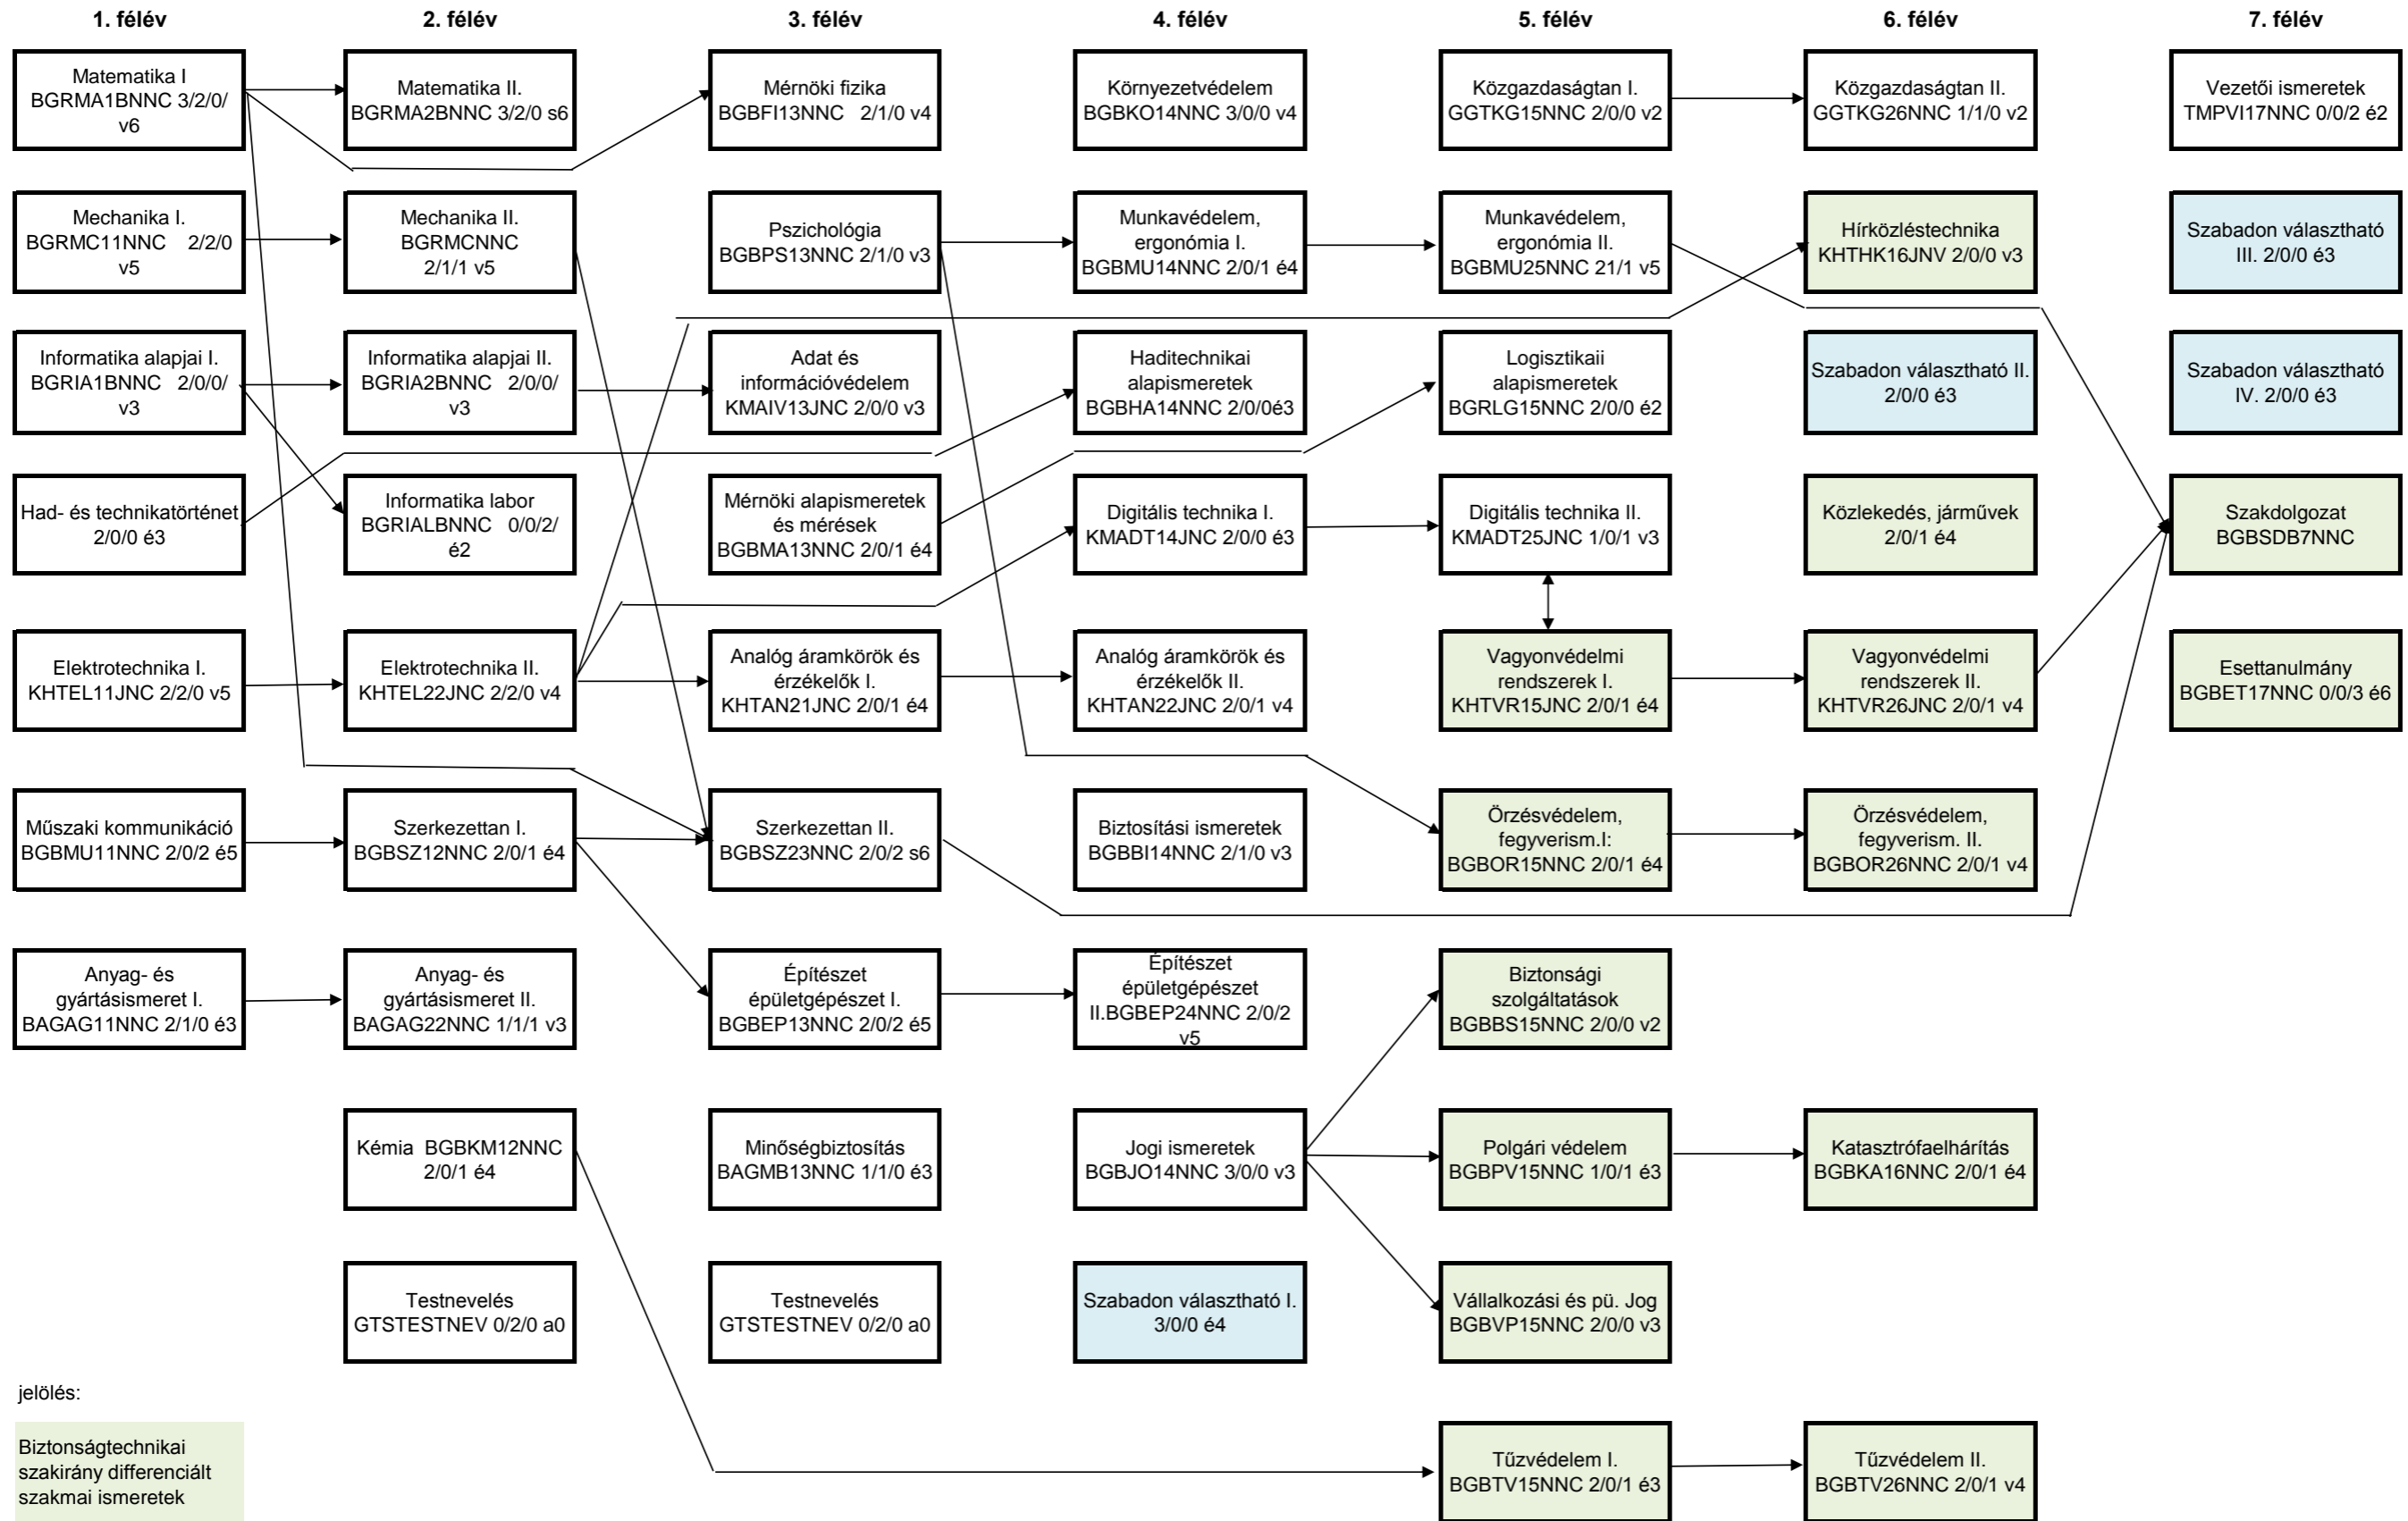 1. félév
2. félév
3. félév
4. félév
5. félév
6. félév
7. félév
Matematika I
BGRMA1BNNC 3/2/0/
v6
Matematika II.
BGRMA2BNNC 3/2/0 s6
Mérnöki fizika
BGBFI13NNC 2/1/0 v4
Környezetvédelem
BGBKO14NNC 3/0/0 v4
Közgazdaságtan I.
GGTKG15NNC 2/0/0 v2
Közgazdaságtan II.
GGTKG26NNC 1/1/0 v2
Vezetői ismeretek
TMPVI17NNC 0/0/2 é2
Mechanika I.
BGRMC11NNC 2/2/0
v5
Mechanika II.
BGRMCNNC
2/1/1 v5
Pszichológia
BGBPS13NNC 2/1/0 v3
Munkavédelem,
ergonómia I.
BGBMU14NNC 2/0/1 é4
Munkavédelem,
ergonómia II.
BGBMU25NNC 21/1 v5
Hírközléstechnika
KHTHK16JNV 2/0/0 v3
Szabadon választható
III. 2/0/0 é3
Informatika alapjai I.
BGRIA1BNNC 2/0/0/
v3
Informatika alapjai II.
BGRIA2BNNC 2/0/0/
v3
Adat és
információvédelem
KMAIV13JNC 2/0/0 v3
Haditechnikai
alapismeretek
BGBHA14NNC 2/0/0é3
Logisztikaii
alapismeretek
BGRLG15NNC 2/0/0 é2
Szabadon választható II.
2/0/0 é3
Szabadon választható
IV. 2/0/0 é3
Had- és technikatörténet
2/0/0 é3
Informatika labor
BGRIALBNNC 0/0/2/
é2
Mérnöki alapismeretek
és mérések
BGBMA13NNC 2/0/1 é4
Digitális technika I.
KMADT14JNC 2/0/0 é3
Digitális technika II.
KMADT25JNC 1/0/1 v3
Közlekedés, járművek
2/0/1 é4
Szakdolgozat
BGBSDB7NNC
Elektrotechnika I.
KHTEL11JNC 2/2/0 v5
Elektrotechnika II.
KHTEL22JNC 2/2/0 v4
Analóg áramkörök és
érzékelők I.
KHTAN21JNC 2/0/1 é4
Analóg áramkörök és
érzékelők II.
KHTAN22JNC 2/0/1 v4
Vagyonvédelmi
rendszerek I.
KHTVR15JNC 2/0/1 é4
Vagyonvédelmi
rendszerek II.
KHTVR26JNC 2/0/1 v4
Esettanulmány
BGBET17NNC 0/0/3 é6
Műszaki kommunikáció
BGBMU11NNC 2/0/2 é5
Szerkezettan I.
BGBSZ12NNC 2/0/1 é4
Szerkezettan II.
BGBSZ23NNC 2/0/2 s6
Biztosítási ismeretek
BGBBI14NNC 2/1/0 v3
Örzésvédelem,
fegyverism.I:
BGBOR15NNC 2/0/1 é4
Örzésvédelem,
fegyverism. II.
BGBOR26NNC 2/0/1 v4
Anyag- és
gyártásismeret I.
BAGAG11NNC 2/1/0 é3
Anyag- és
gyártásismeret II.
BAGAG22NNC 1/1/1 v3
Építészet
épületgépészet I.
BGBEP13NNC 2/0/2 é5
Építészet
épületgépészet
II.BGBEP24NNC 2/0/2
v5
Biztonsági
szolgáltatások
BGBBS15NNC 2/0/0 v2
Kémia BGBKM12NNC
2/0/1 é4
Minőségbiztosítás
BAGMB13NNC 1/1/0 é3
Jogi ismeretek
BGBJO14NNC 3/0/0 v3
Polgári védelem
BGBPV15NNC 1/0/1 é3
Katasztrófaelhárítás
BGBKA16NNC 2/0/1 é4
Testnevelés
GTSTESTNEV 0/2/0 a0
Testnevelés
GTSTESTNEV 0/2/0 a0
Szabadon választható I.
3/0/0 é4
Vállalkozási és pü. Jog
BGBVP15NNC 2/0/0 v3
jelölés:
Biztonságtechnikai
szakirány differenciált
szakmai ismeretek
Tűzvédelem I.
BGBTV15NNC 2/0/1 é3
Tűzvédelem II.
BGBTV26NNC 2/0/1 v4